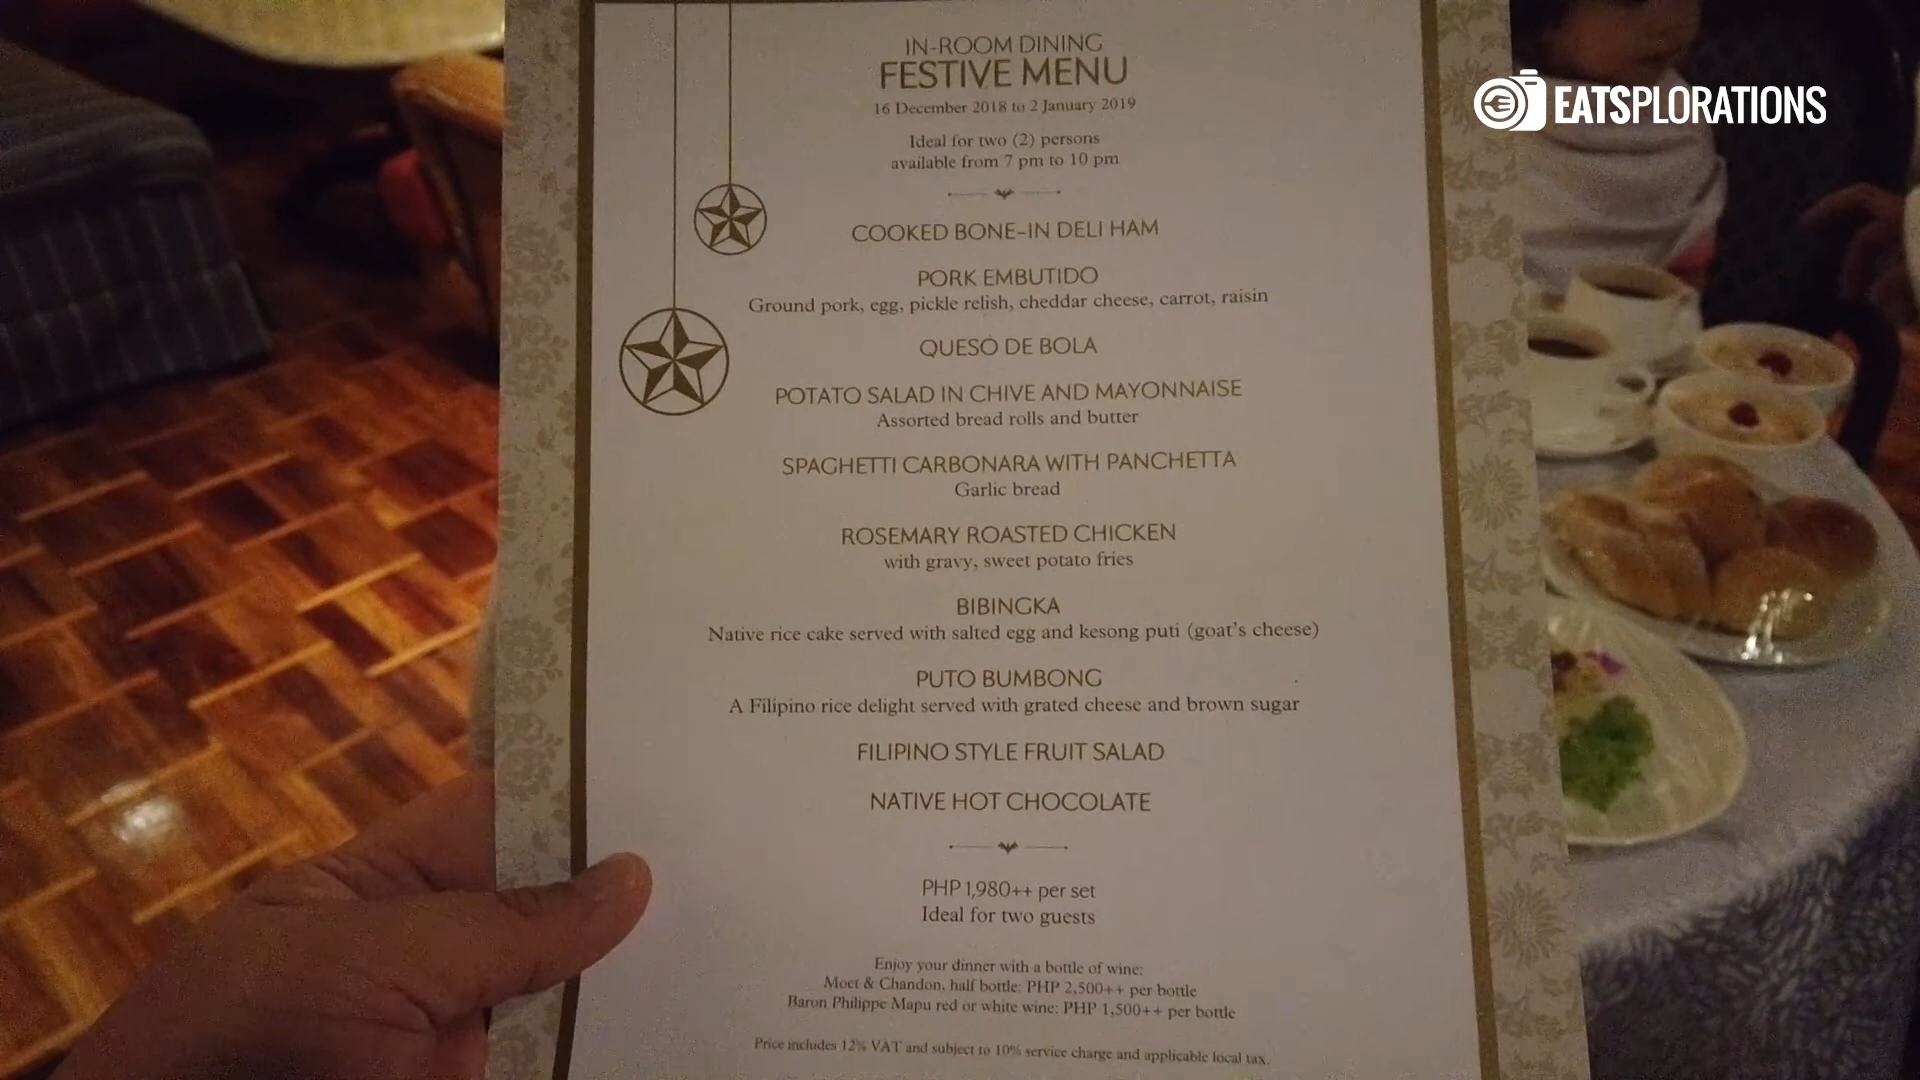 IN-ROOM DINING
FESTIVE MENU
16 December 2018 to 2 January 2019
Ideal for two (2) persons
available from 7 pm to 10 pm
COOKED BONE-IN DELI HAM
PORK EMBUTIDO
Ground pork, egg, pickle relish, cheddar cheese, carrot, raisin
QUESO DE BOLA
POTATO SALAD IN CHIVE AND MAYONNAISE
Assorted bread rolls and butter
SPAGHETTI CARBONARA WITH PANCHETTA
Garlic bread
ROSEMARY ROASTED CHICKEN
with gravy, sweet potato fries
BIBINGKA
Native rice cake served with salted egg and kesong puti (goat's cheese)
PUTO BUMBONG
A Filipino rice delight served with grated cheese and brown sugar
FILIPINO STYLE FRUIT SALAD
NATIVE HOT CHOCOLATE
PHP 1,980++ per set
Ideal for two guests
Enjoy your dinner with a bottle of wine:
Moet & Chandon, half bottle: PHP 2,500++ per bottle
Baron Philippe Mapu red or white wine: PHP 1,500++ per bottle
Price includes 12% VAT and subject to 10% service charge and applicable local tax.
EATSPLORATIONS